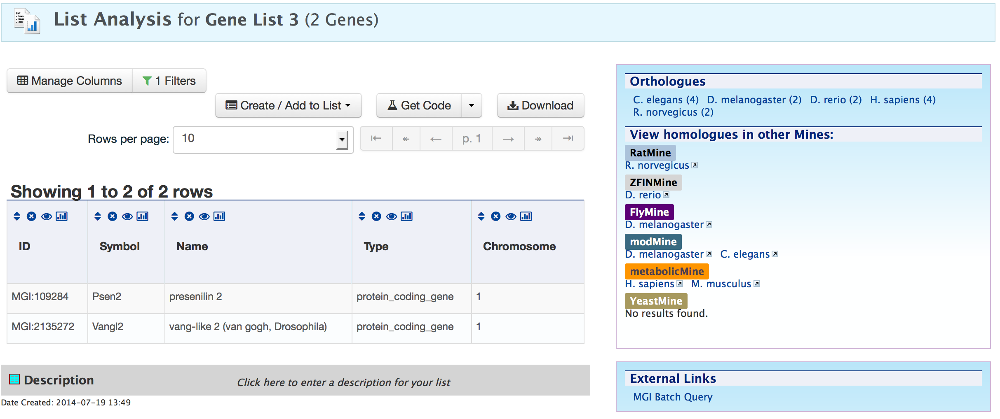 List Analysis for Gene List 3 (2 Genes)
Manage Columns 1 Filters
Create / Add to List Get Code Download
Rows per page: 10 p. 1
Showing 1 to 2 of 2 rows
ID Symbol Name Type Chromosome
MGI:109284 Psen2 presenilin 2 protein_coding_gene 1
MGI:2135272 Vangl2 vang-like 2 (van gogh, Drosophila) protein_coding_gene 1
Description Click here to enter a description for your list
Date Created: 2014-07-19 13:49
Orthologues
C. elegans (4) D. melanogaster (2) D. rerio (2) H. sapiens (4)
R. norvegicus (2)
View homologues in other Mines:
RatMine
R. norvegicus
ZFINMine
D. rerio
FlyMine
D. melanogaster
modMine
D. melanogaster C. elegans
metabolicMine
H. sapiens M. musculus
YeastMine
No results found.
External Links
MGI Batch Query